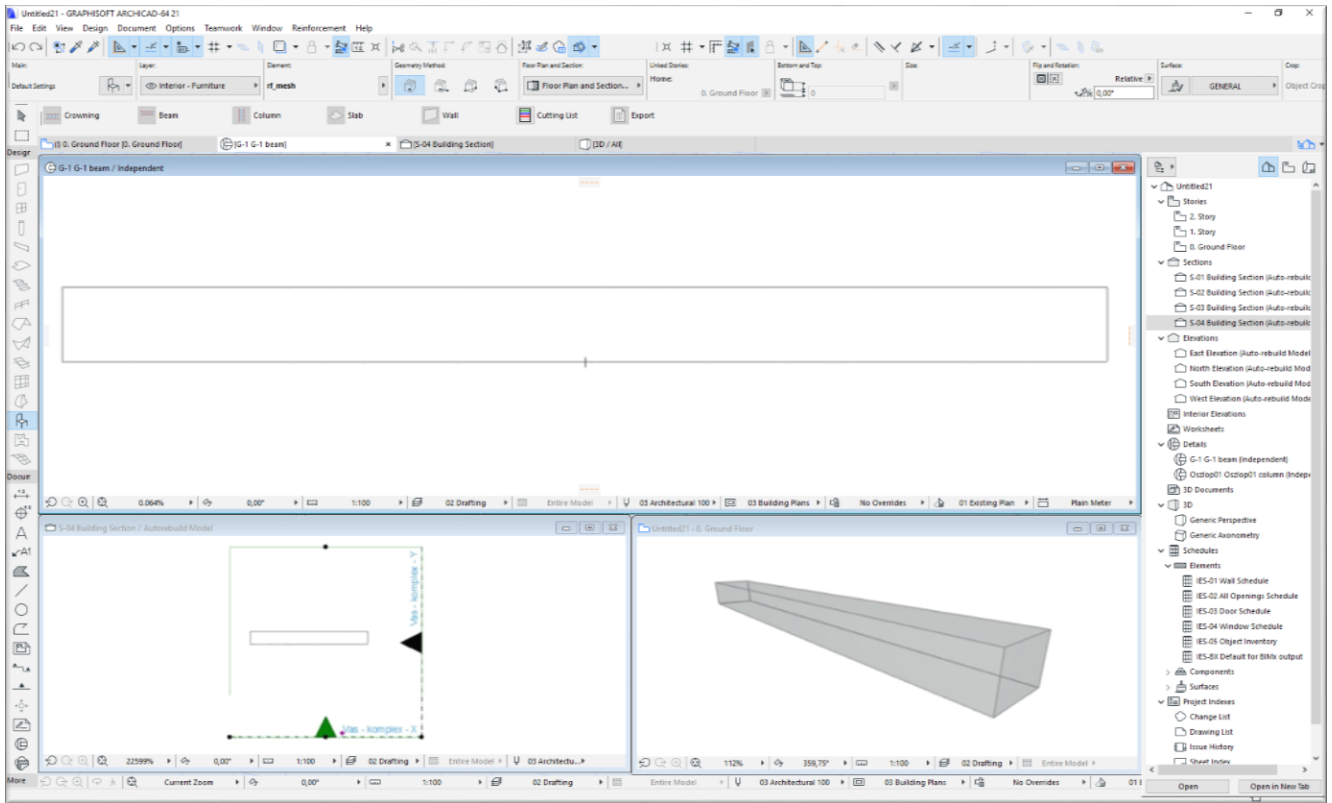 Untitled21 - GRAPHISOFT ARCHICAD-64 21
File Edit View Design Document Options Teamwork Window Reinforcement Help
Main: Layer: Element: Geometry Method: Floor Plan and Section: Linked Stories: Bottom and Top: Size: Flip and Rotation: Surface: Crop:
Default Settings Interior - Furniture rf_mesh Floor Plan and Section... Home: 0. Ground Floor 0 Relative 0,00° GENERAL Object Crop
Crowning Beam Column Slab Wall Cutting List Export
Design
(!) 0. Ground Floor [0. Ground Floor] [G-1 G-1 beam] [S-04 Building Section] [3D / All]
G-1 G-1 beam / Independent
0.064% 0,00° 1:100 02 Drafting Entire Model 03 Architectural 100 03 Building Plans No Overrides 01 Existing Plan Plain Meter
S-04 Building Section / Autorebuild Model
Vas - komplex - Y
Vas - komplex - X
22599% 0,00° 1:100 02 Drafting Entire Model 03 Architectu...
Untitled21 - 0. Ground Floor
112% 359,75° 1:100 02 Drafting Entire Model 03 Architectural 100 03 Building Plans
Docum
A
A1
More
Current Zoom 0,00° 1:100 02 Drafting Entire Model 03 Architectural 100 03 Building Plans No Overrides 01 E
Untitled21
Stories
2. Story
1. Story
0. Ground Floor
Sections
S-01 Building Section (Auto-rebuild
S-02 Building Section (Auto-rebuild
S-03 Building Section (Auto-rebuild
S-04 Building Section (Auto-rebuild
Elevations
East Elevation (Auto-rebuild Model
North Elevation (Auto-rebuild Mod
South Elevation (Auto-rebuild Mod
West Elevation (Auto-rebuild Mode
Interior Elevations
Worksheets
Details
G-1 G-1 beam (Independent)
Oszlop01 Oszlop01 column (Indepe
3D Documents
3D
Generic Perspective
Generic Axonometry
Schedules
Elements
IES-01 Wall Schedule
IES-02 All Openings Schedule
IES-03 Door Schedule
IES-04 Window Schedule
IES-05 Object Inventory
IES-BX Default for BIMx output
Components
Surfaces
Project Indexes
Change List
Drawing List
Issue History
Sheet Index
Open Open in New Tab